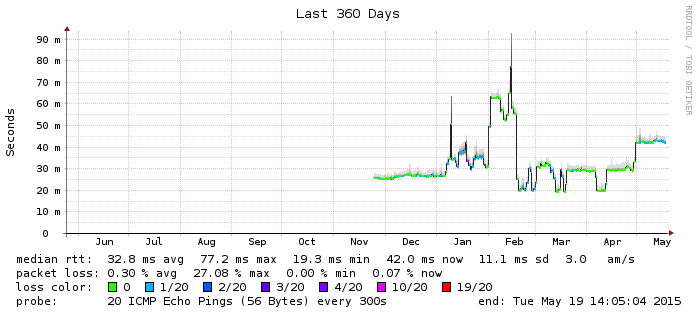 Last 360 Days
RRDTOOL / TOBI OETIKER
Seconds
90 m
80 m
70 m
60 m
50 m
40 m
30 m
20 m
10 m
0
Jun Jul Aug Sep Oct Nov Dec Jan Feb Mar Apr May
median rtt: 32.8 ms avg 77.2 ms max 19.3 ms min 42.0 ms now 11.1 ms sd 3.0 am/s
packet loss: 0.30 % avg 27.08 % max 0.00 % min 0.07 % now
loss color: 0 1/20 2/20 3/20 4/20 10/20 19/20
probe: 20 ICMP Echo Pings (56 Bytes) every 300s end: Tue May 19 14:05:04 2015